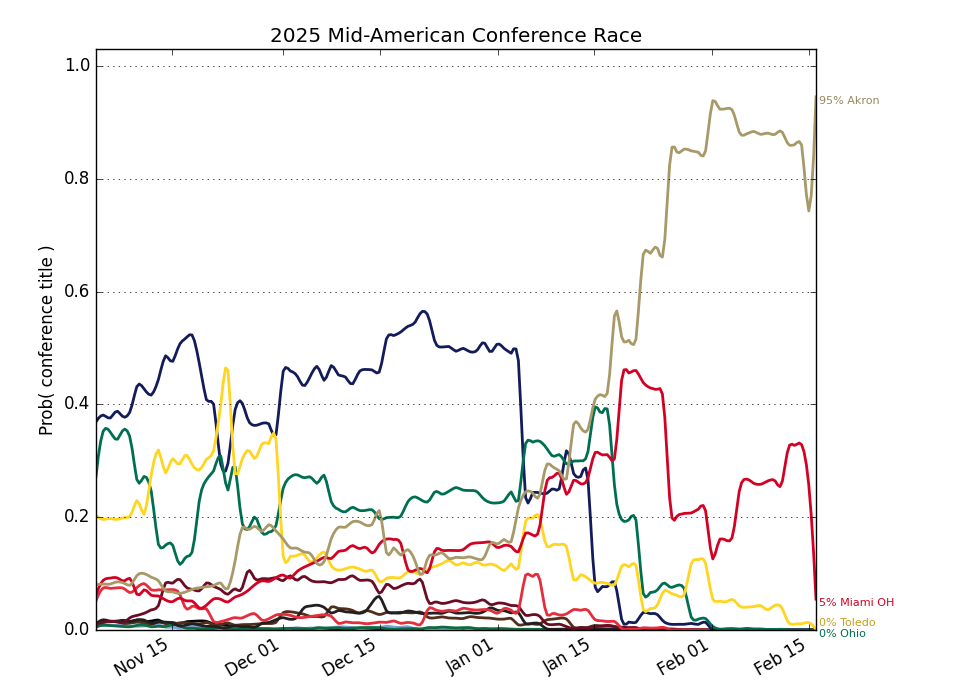 2025 Mid-American Conference Race
1.0
0.8
0.6
0.4
0.2
0.0
Prob( conference title )
Nov 15
Dec 01
Dec 15
Jan 01
Jan 15
Feb 01
Feb 15
95% Akron
5% Miami OH
0% Toledo
0% Ohio